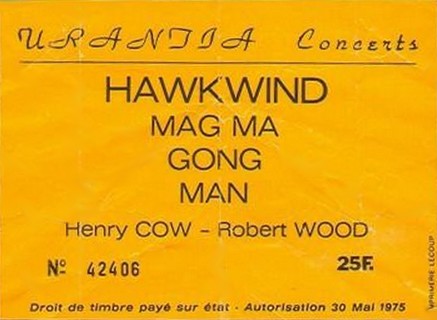 URANTIA Concerts
HAWKWIND
MAG MA
GONG
MAN
Henry COW - Robert WOOD
Nº 42406
25F.
Droit de timbre payé sur état - Autorisation 30 Mai 1975
IMPRIMERIE LECOUP